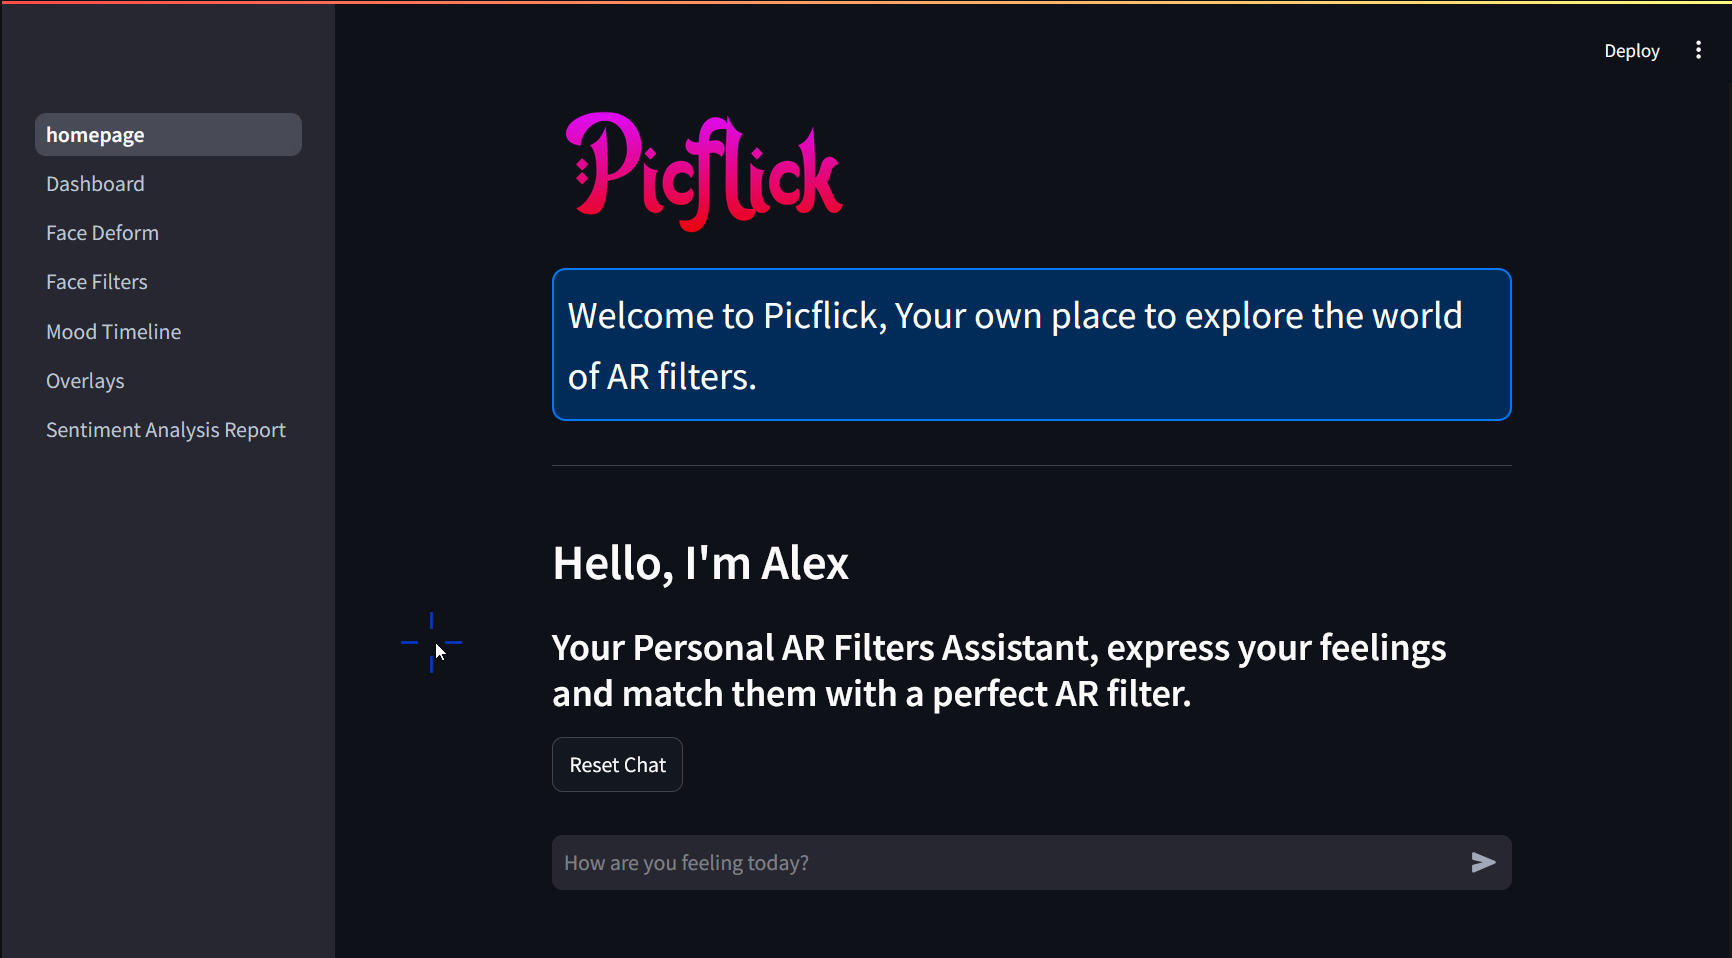 Deploy
homepage
Dashboard
Face Deform
Face Filters
Mood Timeline
Overlays
Sentiment Analysis Report
Picflick
Welcome to Picflick, Your own place to explore the world
of AR filters.
Hello, I'm Alex
Your Personal AR Filters Assistant, express your feelings
and match them with a perfect AR filter.
Reset Chat
How are you feeling today?